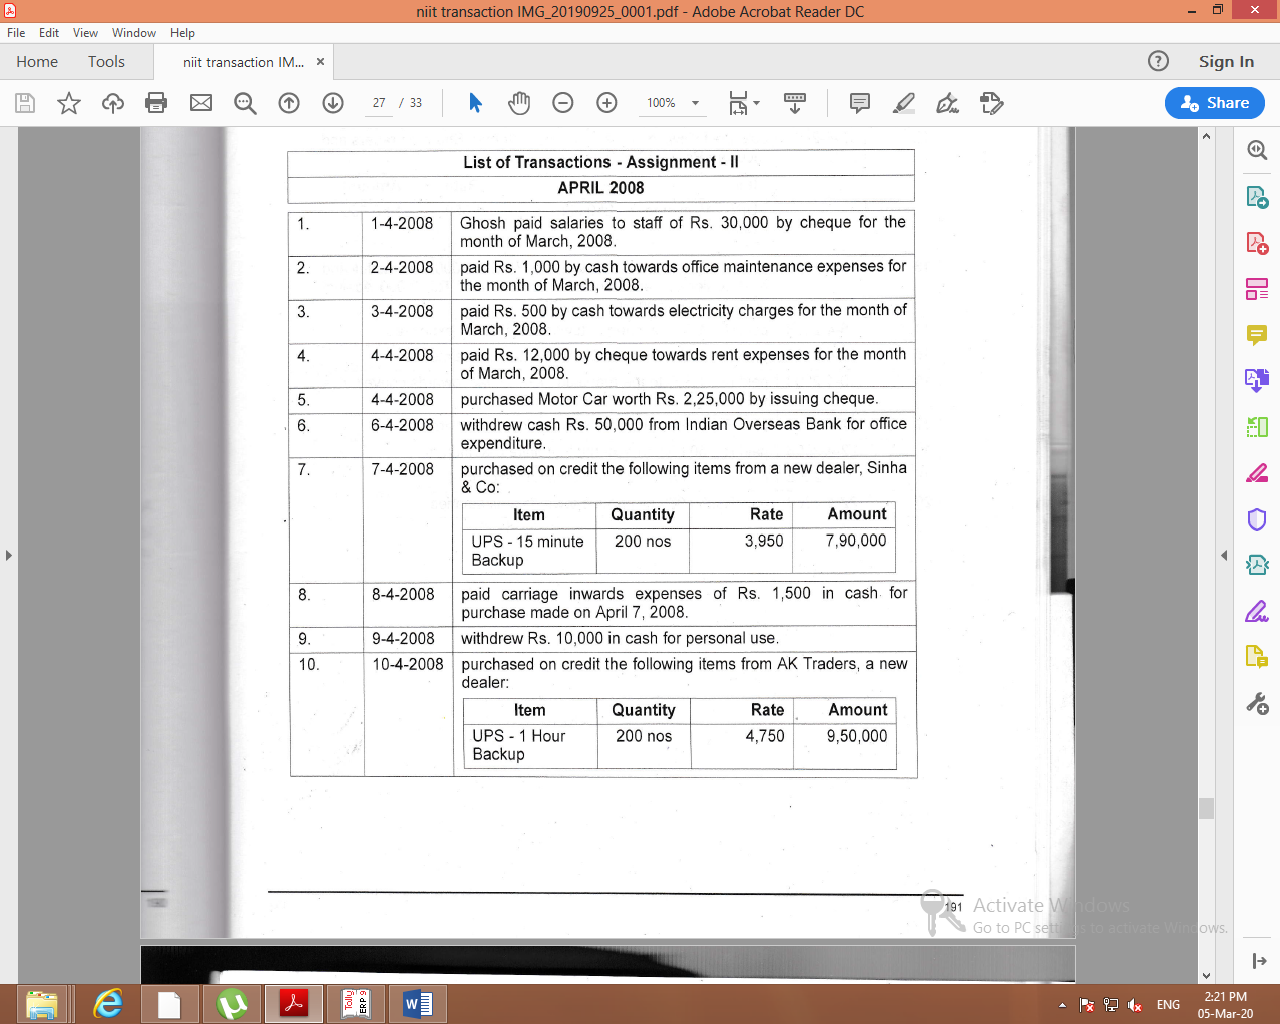 niit transaction IMG_20190925_0001.pdf - Adobe Acrobat Reader DC
File Edit View Window Help
Home Tools niit transaction IM... × Sign In
27 / 33 100% Share
List of Transactions - Assignment - II
APRIL 2008
1. 1-4-2008 Ghosh paid salaries to staff of Rs. 30,000 by cheque for the
month of March, 2008.
2. 2-4-2008 paid Rs. 1,000 by cash towards office maintenance expenses for
the month of March, 2008.
3. 3-4-2008 paid Rs. 500 by cash towards electricity charges for the month of
March, 2008.
4. 4-4-2008 paid Rs. 12,000 by cheque towards rent expenses for the month
of March, 2008.
5. 4-4-2008 purchased Motor Car worth Rs. 2,25,000 by issuing cheque.
6. 6-4-2008 withdrew cash Rs. 50,000 from Indian Overseas Bank for office
expenditure.
7. 7-4-2008 purchased on credit the following items from a new dealer, Sinha
& Co:
Item Quantity Rate Amount
UPS - 15 minute 200 nos 3,950 7,90,000
Backup
8. 8-4-2008 paid carriage inwards expenses of Rs. 1,500 in cash for
purchase made on April 7, 2008.
9. 9-4-2008 withdrew Rs. 10,000 in cash for personal use.
10. 10-4-2008 purchased on credit the following items from AK Traders, a new
dealer:
Item Quantity Rate Amount
UPS - 1 Hour 200 nos 4,750 9,50,000
Backup
191
Activate Windows
Go to PC settings to activate Windows.
Tally
ERP 9
ENG 2:21 PM
05-Mar-20